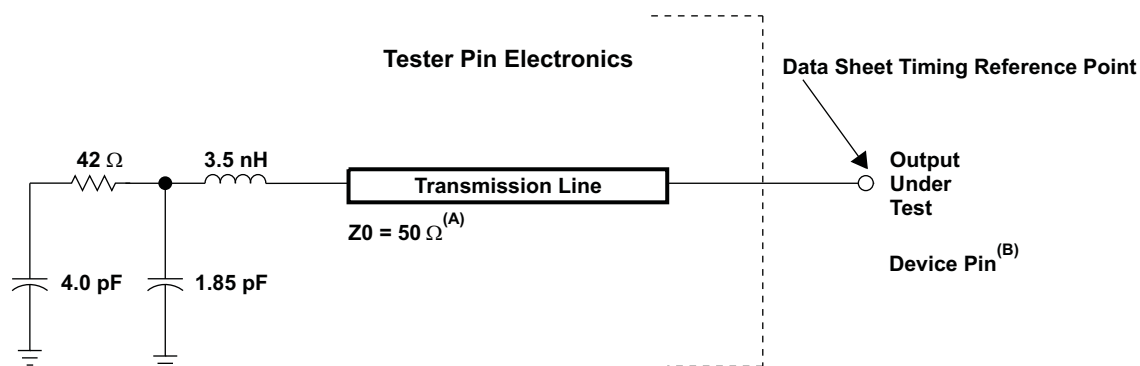 Tester Pin Electronics
Data Sheet Timing Reference Point
42 Ω
3.5 nH
Transmission Line
Output
Under
Test
Z0 = 50 Ω(A)
Device Pin(B)
4.0 pF
1.85 pF